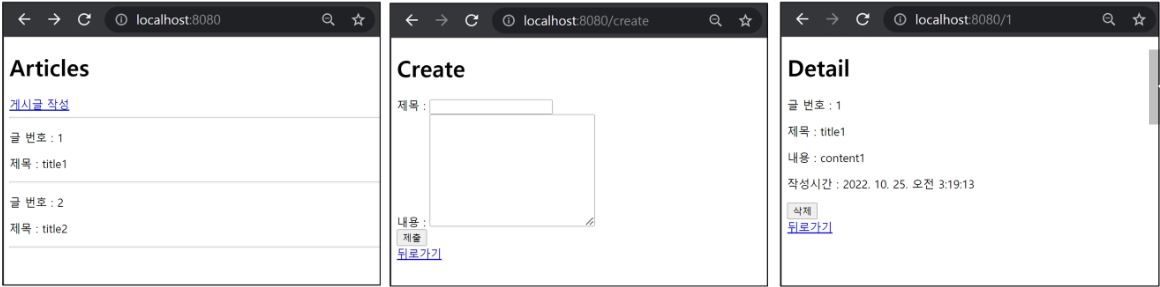 localhost:8080
Articles
게시글 작성
글 번호 : 1
제목 : title1
글 번호 : 2
제목 : title2
localhost:8080/create
Create
제목 :
내용 :
제출
뒤로가기
localhost:8080/1
Detail
글 번호 : 1
제목 : title1
내용 : content1
작성시간 : 2022. 10. 25. 오전 3:19:13
삭제
뒤로가기